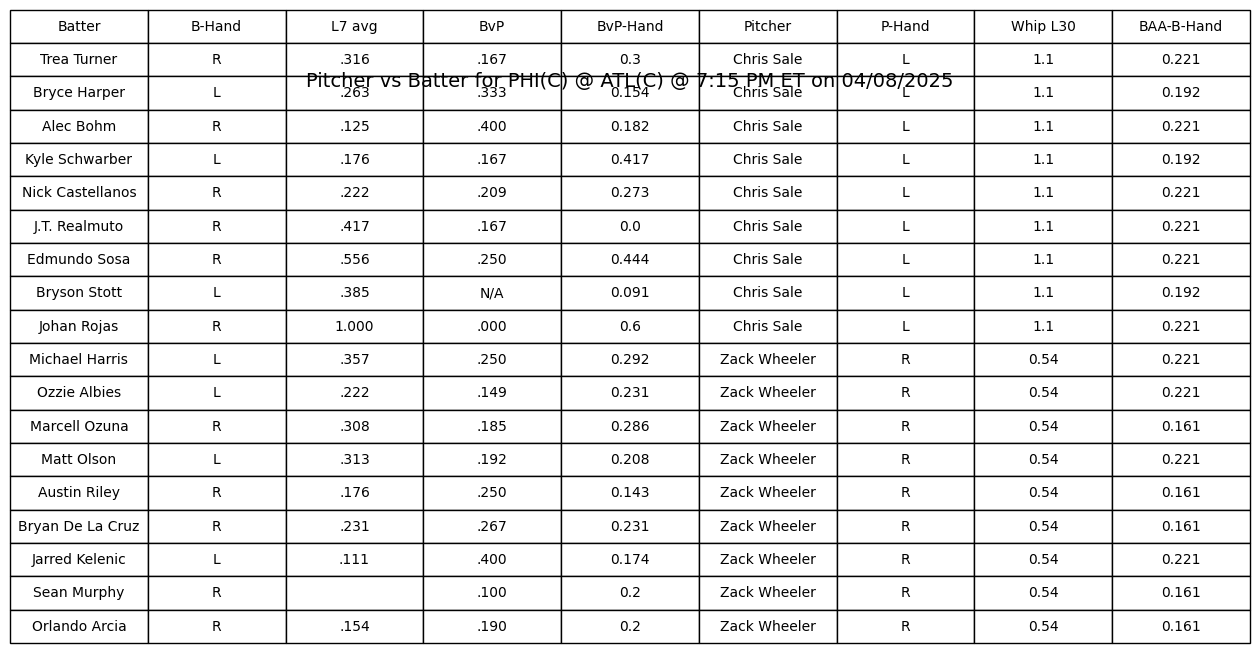 Batter B-Hand L7 avg BvP BvP-Hand Pitcher P-Hand Whip L30 BAA-B-Hand
Trea Turner R .316 .167 0.3 Chris Sale L 1.1 0.221
Pitcher vs Batter for PHI(C) @ ATL(C) @ 7:15 PM ET on 04/08/2025
Bryce Harper L .263 .333 0.154 Chris Sale L 1.1 0.192
Alec Bohm R .125 .400 0.182 Chris Sale L 1.1 0.221
Kyle Schwarber L .176 .167 0.417 Chris Sale L 1.1 0.192
Nick Castellanos R .222 .209 0.273 Chris Sale L 1.1 0.221
J.T. Realmuto R .417 .167 0.0 Chris Sale L 1.1 0.221
Edmundo Sosa R .556 .250 0.444 Chris Sale L 1.1 0.221
Bryson Stott L .385 N/A 0.091 Chris Sale L 1.1 0.192
Johan Rojas R 1.000 .000 0.6 Chris Sale L 1.1 0.221
Michael Harris L .357 .250 0.292 Zack Wheeler R 0.54 0.221
Ozzie Albies L .222 .149 0.231 Zack Wheeler R 0.54 0.221
Marcell Ozuna R .308 .185 0.286 Zack Wheeler R 0.54 0.161
Matt Olson L .313 .192 0.208 Zack Wheeler R 0.54 0.221
Austin Riley R .176 .250 0.143 Zack Wheeler R 0.54 0.161
Bryan De La Cruz R .231 .267 0.231 Zack Wheeler R 0.54 0.161
Jarred Kelenic L .111 .400 0.174 Zack Wheeler R 0.54 0.221
Sean Murphy R .100 0.2 Zack Wheeler R 0.54 0.161
Orlando Arcia R .154 .190 0.2 Zack Wheeler R 0.54 0.161